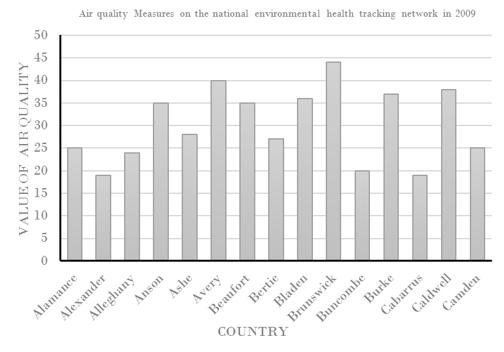 Air quality Measures on the national environmental health tracking network in 2009
VALUE OF AIR QUALITY
50
45
40
35
30
25
20
15
10
5
0
Alamance
Alexander
Alleghany
Anson
Ashe
Avery
Beaufort
Bertie
Bladen
Brunswick
Buncombe
Burke
Cabarrus
Caldwell
Camden
COUNTRY